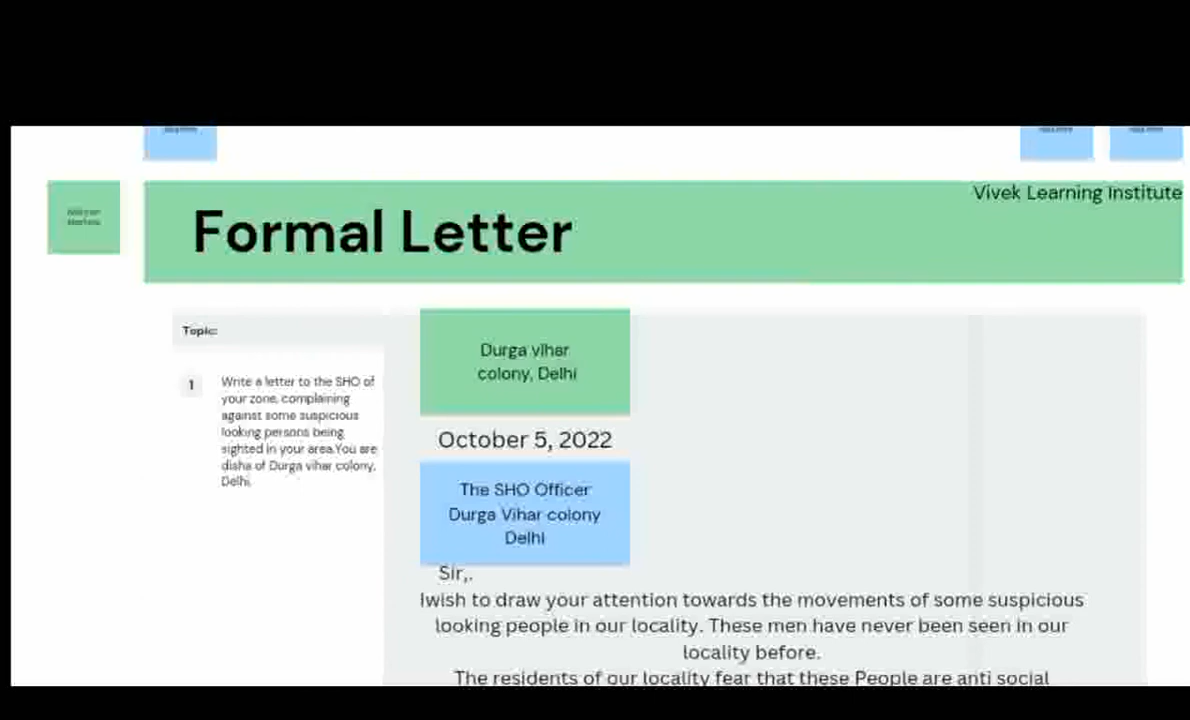 Vivek Learning Institute
Formal Letter
Topic:
1
Write a letter to the SHO of
your zone, complaining
against some suspicious
looking persons being
sighted in your area.You are
disha of Durga vihar colony,
Delhi.
Durga vihar
colony, Delhi
October 5, 2022
The SHO Officer
Durga Vihar colony
Delhi
Sir,.
Iwish to draw your attention towards the movements of some suspicious
looking people in our locality. These men have never been seen in our
locality before.
The residents of our locality fear that these People are anti social